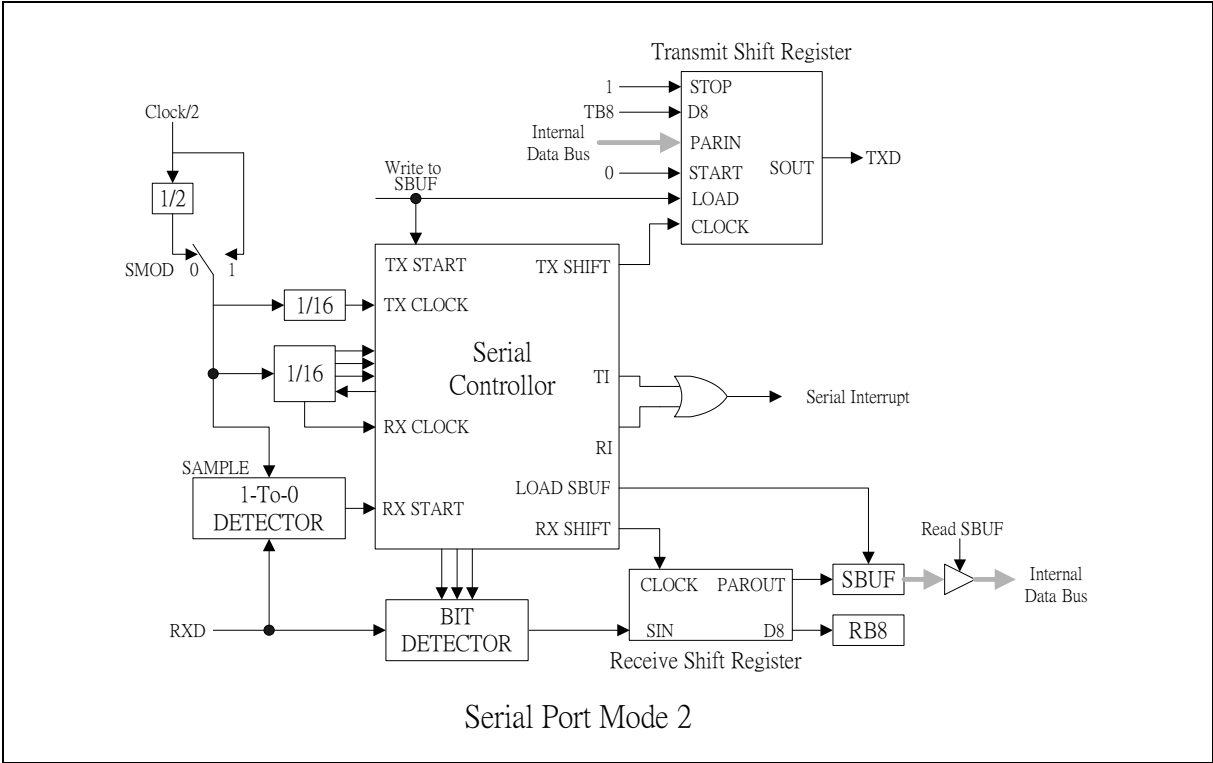 Transmit Shift Register
1
STOP
Clock/2
TB8
D8
Internal
Data Bus
PARIN
SOUT
TXD
Write to
SBUF
0
START
1/2
LOAD
CLOCK
SMOD 0 1
TX START
TX SHIFT
1/16
TX CLOCK
Serial
Controllor
1/16
TI
Serial Interrupt
RX CLOCK
RI
SAMPLE
1-To-0
DETECTOR
LOAD SBUF
RX START
RX SHIFT
Read SBUF
CLOCK PAROUT
SBUF
Internal
Data Bus
RXD
BIT
DETECTOR
SIN D8
RB8
Receive Shift Register
Serial Port Mode 2